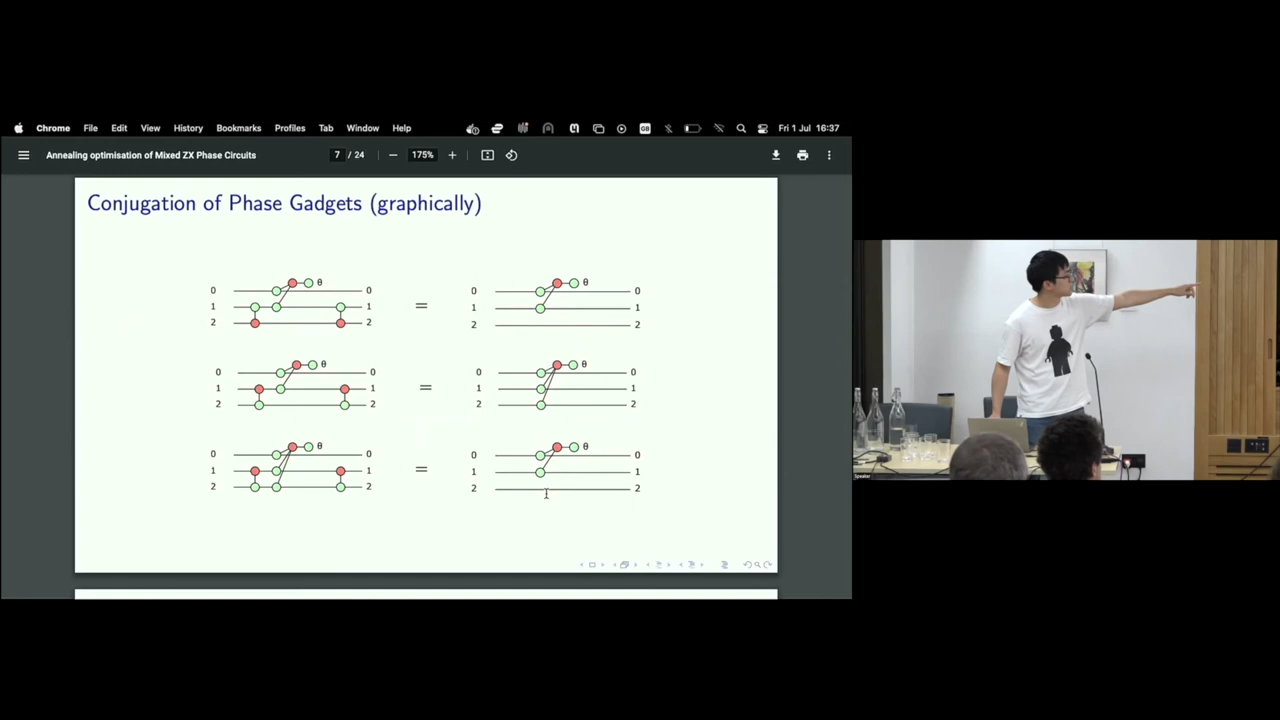 Chrome File Edit View History Bookmarks Profiles Tab Window Help GB Fri 1 Jul 16:37
Annealing optimisation of Mixed ZX Phase Circuits 7 / 24 175%
Conjugation of Phase Gadgets (graphically)
0 θ 0 0 θ 0
1 1 = 1 1
2 2 2 2
0 θ 0 0 θ 0
1 1 = 1 1
2 2 2 2
0 θ 0 0 θ 0
1 1 = 1 1
2 2 2 2
Speaker